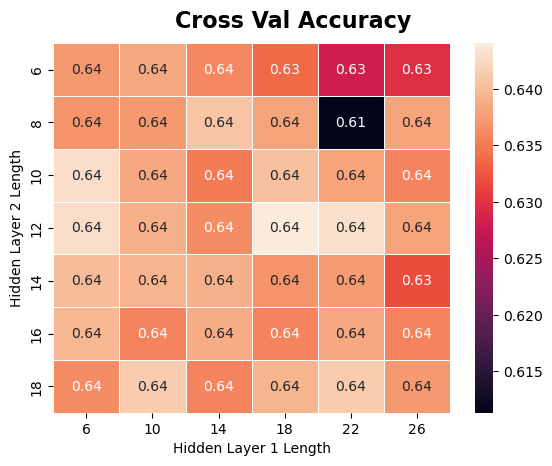 Cross Val Accuracy
6 0.64 0.64 0.64 0.63 0.63 0.63
8 0.64 0.64 0.64 0.64 0.61 0.64
10 0.64 0.64 0.64 0.64 0.64 0.64
12 0.64 0.64 0.64 0.64 0.64 0.64
14 0.64 0.64 0.64 0.64 0.64 0.63
16 0.64 0.64 0.64 0.64 0.64 0.64
18 0.64 0.64 0.64 0.64 0.64 0.64
6 10 14 18 22 26
Hidden Layer 1 Length
Hidden Layer 2 Length
0.640
0.635
0.630
0.625
0.620
0.615